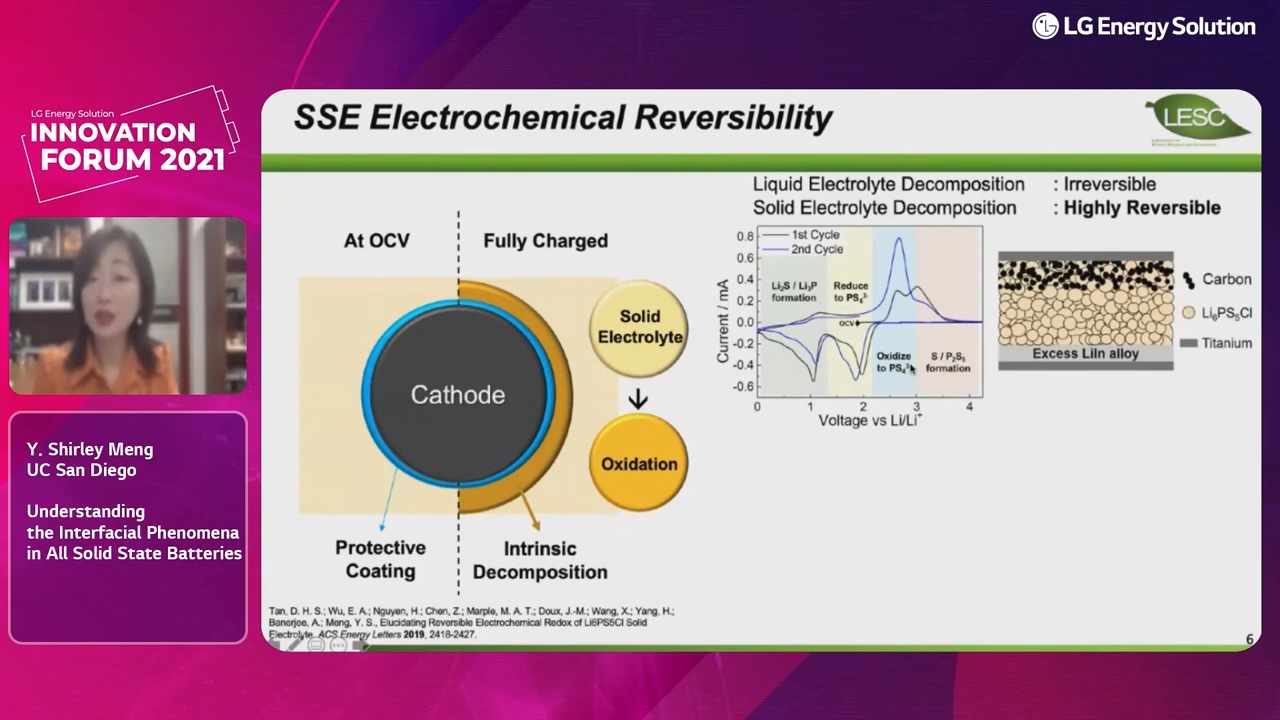 LG Energy Solution
LG Energy Solution
INNOVATION
FORUM 2021
Y. Shirley Meng
UC San Diego
Understanding
the Interfacial Phenomena
in All Solid State Batteries
SSE Electrochemical Reversibility
LESC
At OCV
Fully Charged
Cathode
Solid
Electrolyte
Oxidation
Protective
Coating
Intrinsic
Decomposition
Liquid Electrolyte Decomposition : Irreversible
Solid Electrolyte Decomposition : Highly Reversible
1st Cycle
2nd Cycle
Li₂S / Li₃P
formation
Reduce
to PS₄³⁻
OCV
Oxidize
to PS₄³⁻
S / P₂S₅
formation
Current / mA
0.8
0.6
0.4
0.2
0.0
-0.2
-0.4
-0.6
0 1 2 3 4
Voltage vs Li/Li⁺
Carbon
Li₆PS₅Cl
Titanium
Excess LiIn alloy
Tan, D. H. S.; Wu, E. A.; Nguyen, H.; Chen, Z.; Marple, M. A. T.; Doux, J.-M.; Wang, X.; Yang, H.;
Banerjee, A.; Meng, Y. S., Elucidating Reversible Electrochemical Redox of Li6PS5Cl Solid
Electrolyte. ACS Energy Letters 2019, 2418-2427.
6